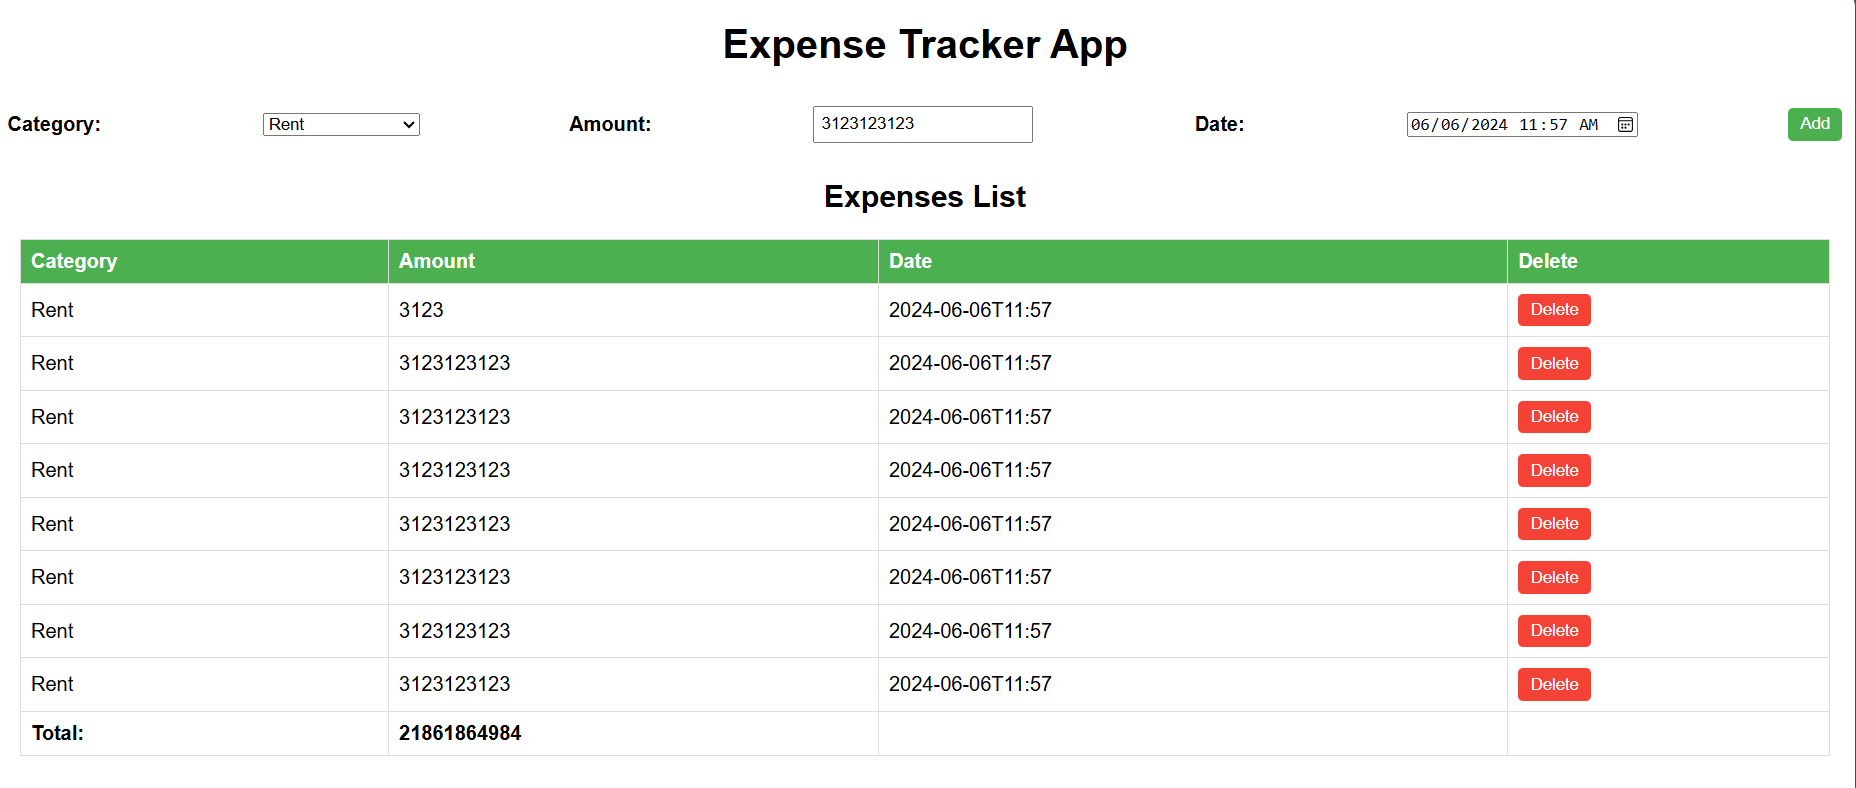 Expense Tracker App
Category: Rent Amount: 3123123123 Date: 06/06/2024 11:57 AM Add
Expenses List
Category Amount Date Delete
Rent 3123 2024-06-06T11:57 Delete
Rent 3123123123 2024-06-06T11:57 Delete
Rent 3123123123 2024-06-06T11:57 Delete
Rent 3123123123 2024-06-06T11:57 Delete
Rent 3123123123 2024-06-06T11:57 Delete
Rent 3123123123 2024-06-06T11:57 Delete
Rent 3123123123 2024-06-06T11:57 Delete
Rent 3123123123 2024-06-06T11:57 Delete
Total: 21861864984